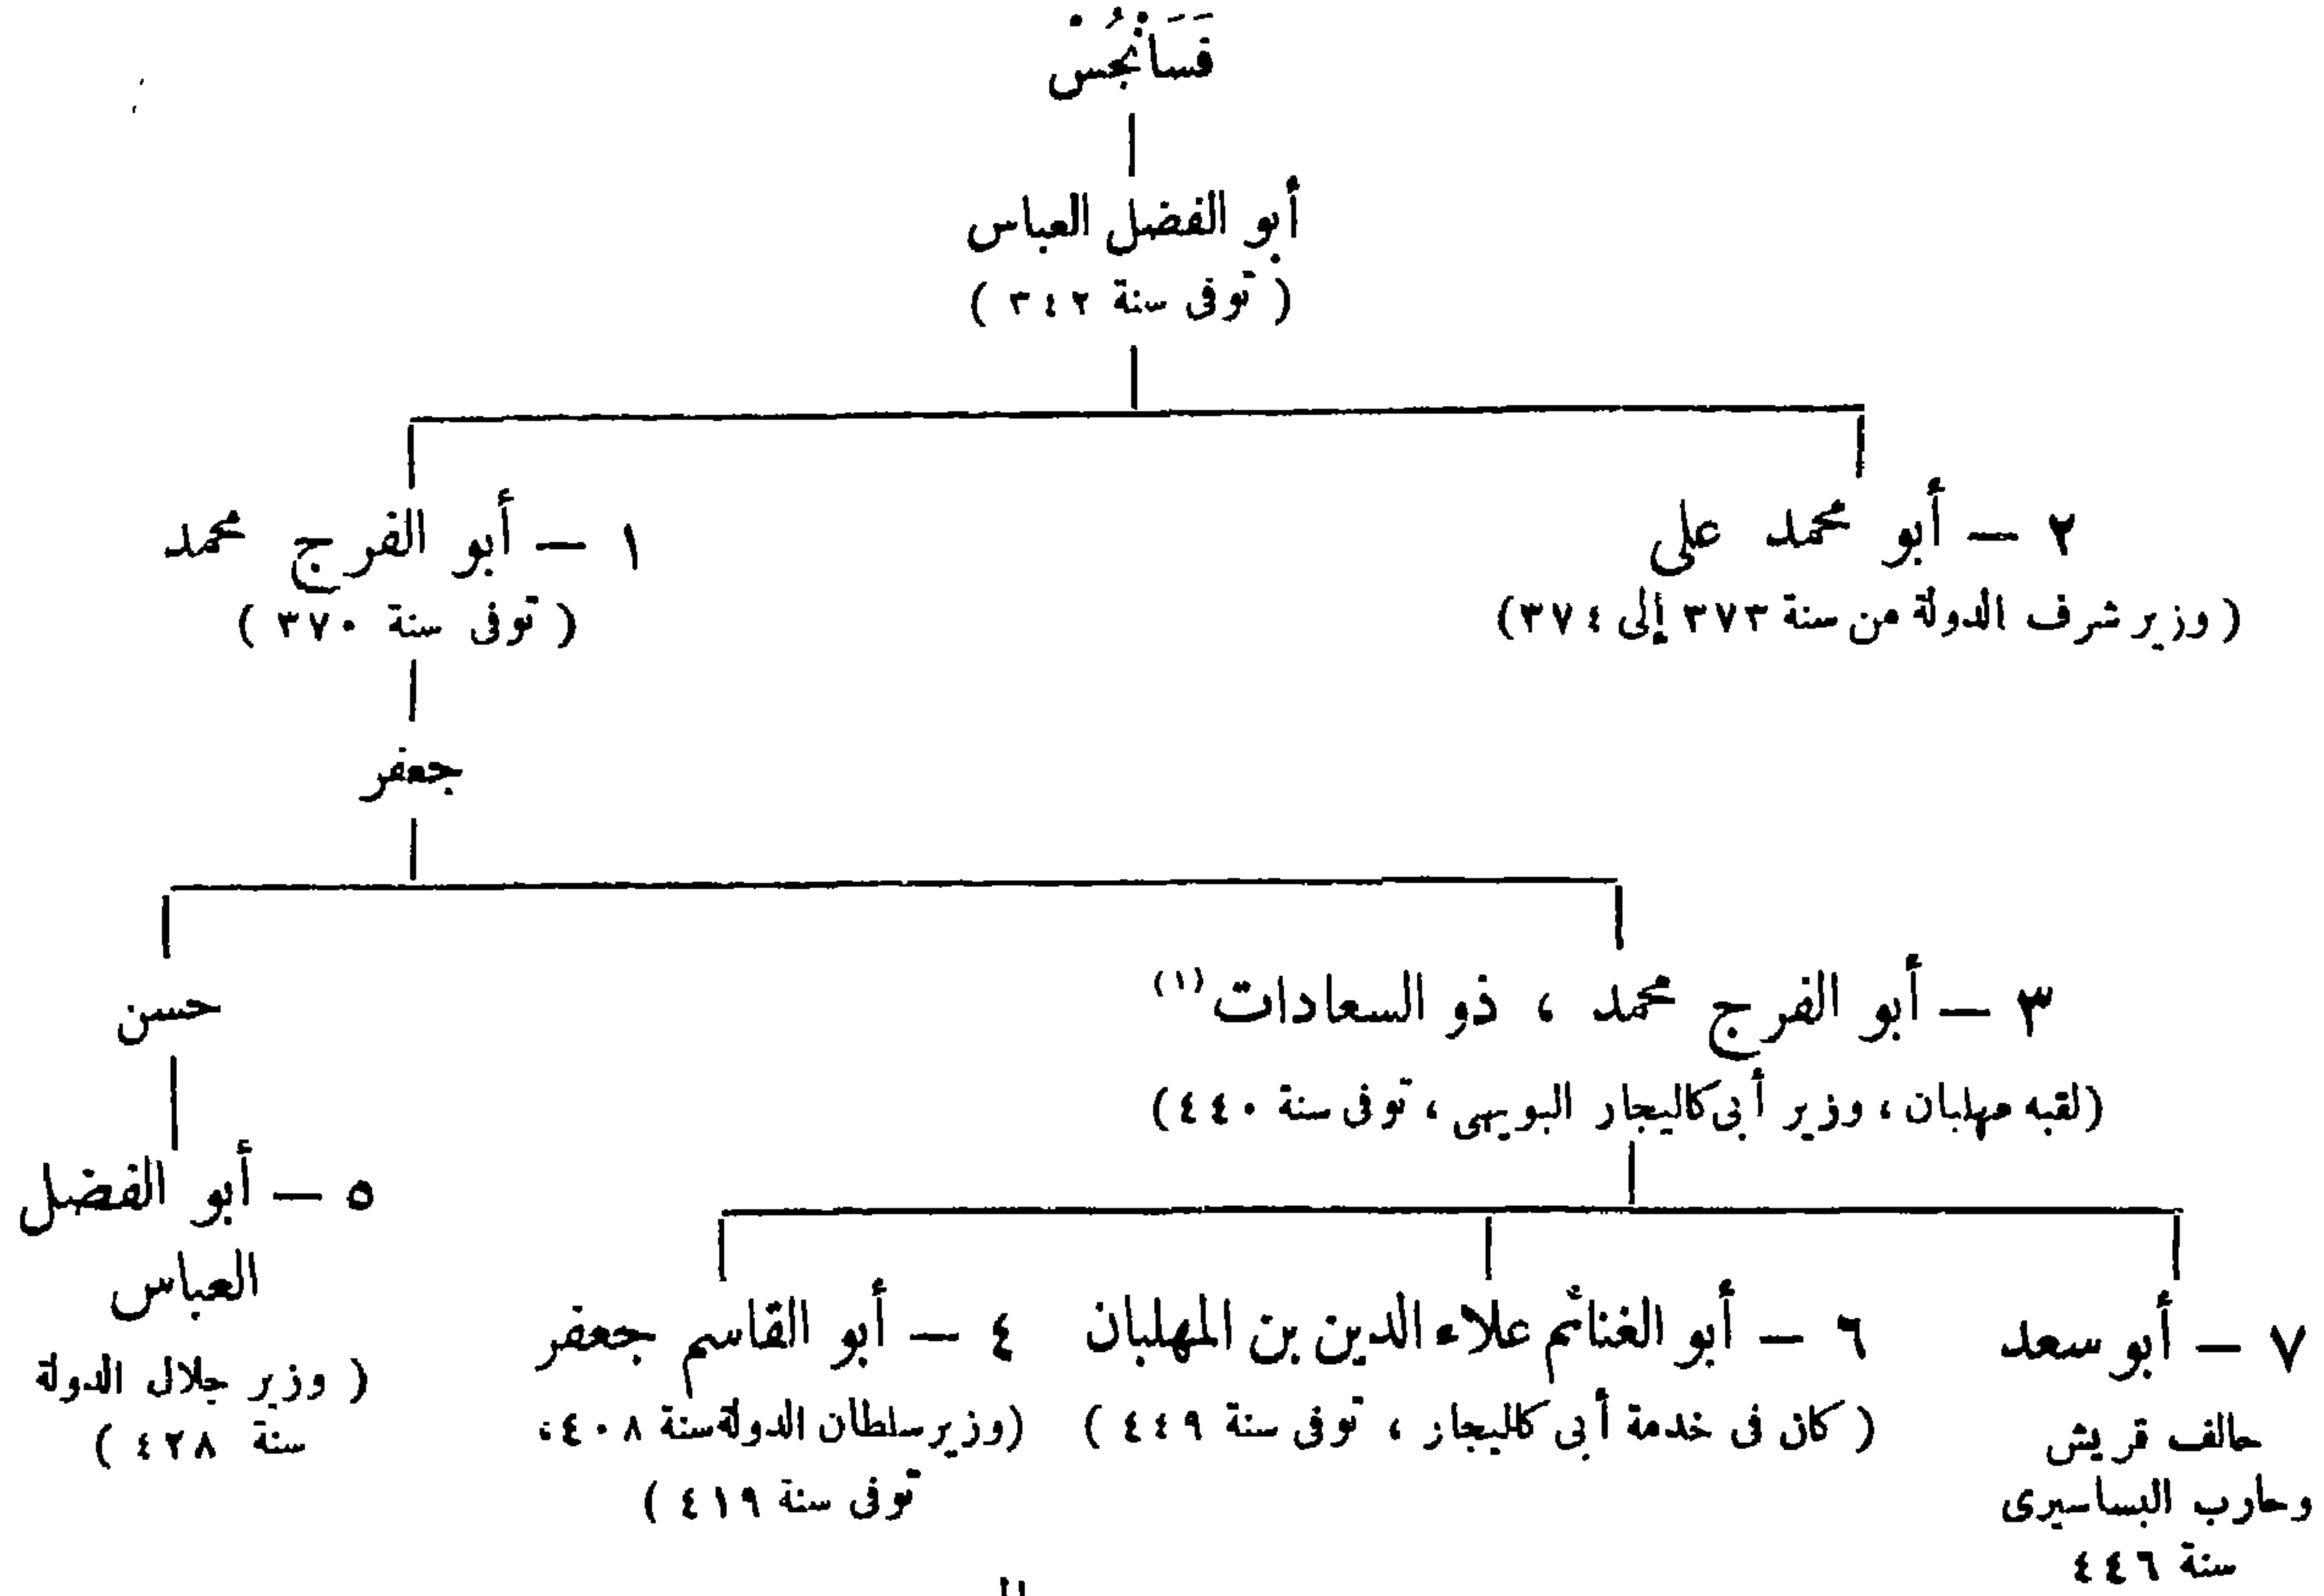 فَسَانْجُسْ
أبو الفضل العباس
( توفى سنة ٣٤٢ )
٢ — أبو محمد على
( وزير شرف الدولة من سنة ٣٧٣ إلى ٣٧٤)
١ — أبو الفرج محمد
( توفى سنة ٣٧٠ )
جعفر
٣ — أبو الفرج محمد ، ذو السعادات (١)
(لقبه مهلبان ، وزير أبى كاليجار البويهى ، توفى سنة ٤٤٠)
حسن
٥ — أبو الفضل
العباس
( وزير جلال الدولة
سنة ٤٢٨ )
٧ — أبو سعد
حالف قريش
وحارب البساسيرى
سنة ٤٤٦
٦ — أبو الغنائم علاء الدين بن المهلبان
( كان فى خدمة أبى كاليجار ، توفى سنة ٤٤٩ )
٤ — أبو القاسم جعفر
(وزير سلطان الدولة سنة ٤٠٨،
توفى سنة ٤١٩ )